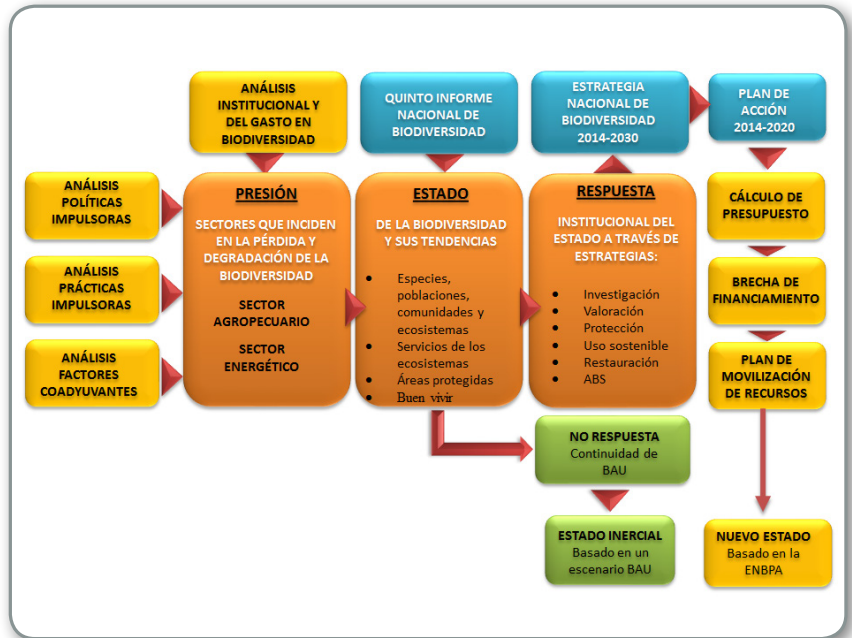 ANÁLISIS
INSTITUCIONAL Y
DEL GASTO EN
BIODIVERSIDAD
QUINTO INFORME
NACIONAL DE
BIODIVERSIDAD
ESTRATEGIA
NACIONAL DE
BIODIVERSIDAD
2014-2030
PLAN DE
ACCIÓN
2014-2020
ANÁLISIS
POLÍTICAS
IMPULSORAS
ANÁLISIS
PRÁCTICAS
IMPULSORAS
ANÁLISIS
FACTORES
COADYUVANTES
PRESIÓN
SECTORES QUE INCIDEN
EN LA PÉRDIDA Y
DEGRADACIÓN DE LA
BIODIVERSIDAD
SECTOR
AGROPECUARIO
SECTOR
ENERGÉTICO
ESTADO
DE LA BIODIVERSIDAD
Y SUS TENDENCIAS
• Especies,
poblaciones,
comunidades y
ecosistemas
• Servicios de los
ecosistemas
• Áreas protegidas
• Buen vivir
RESPUESTA
INSTITUCIONAL DEL
ESTADO A TRAVÉS DE
ESTRATEGIAS:
• Investigación
• Valoración
• Protección
• Uso sostenible
• Restauración
• ABS
CÁLCULO DE
PRESUPUESTO
BRECHA DE
FINANCIAMIENTO
PLAN DE
MOVILIZACIÓN
DE RECURSOS
NO RESPUESTA
Continuidad de
BAU
ESTADO INERCIAL
Basado en un
escenario BAU
NUEVO ESTADO
Basado en la
ENBPA